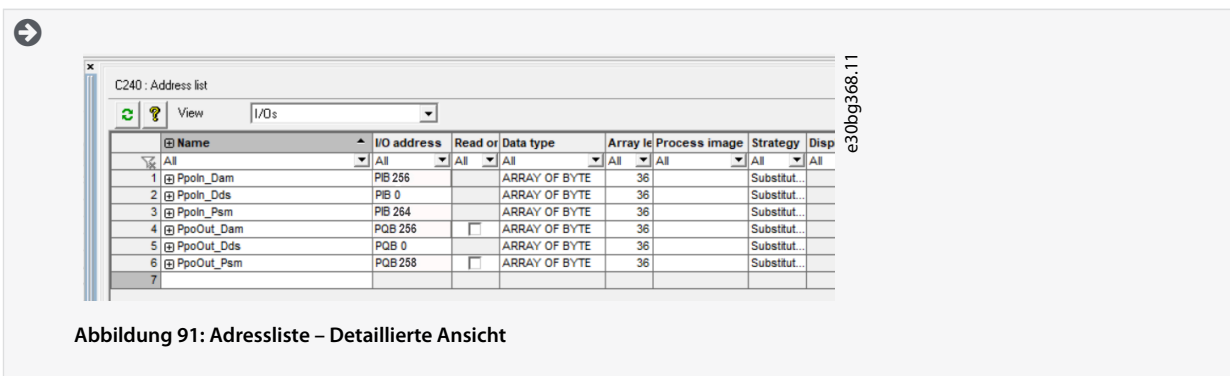 C240 : Address list
View I/Os
Name I/O address Read or Data type Array le Process image Strategy Disp
All All All All All All All All
1 PpoIn_Dam PIB 256 ARRAY OF BYTE 36 Substitut...
2 PpoIn_Dds PIB 0 ARRAY OF BYTE 36 Substitut...
3 PpoIn_Psm PIB 264 ARRAY OF BYTE 36 Substitut...
4 PpoOut_Dam PQB 256 ARRAY OF BYTE 36 Substitut...
5 PpoOut_Dds PQB 0 ARRAY OF BYTE 36 Substitut...
6 PpoOut_Psm PQB 258 ARRAY OF BYTE 36 Substitut...
7
e30bg368.11
Abbildung 91: Adressliste – Detaillierte Ansicht